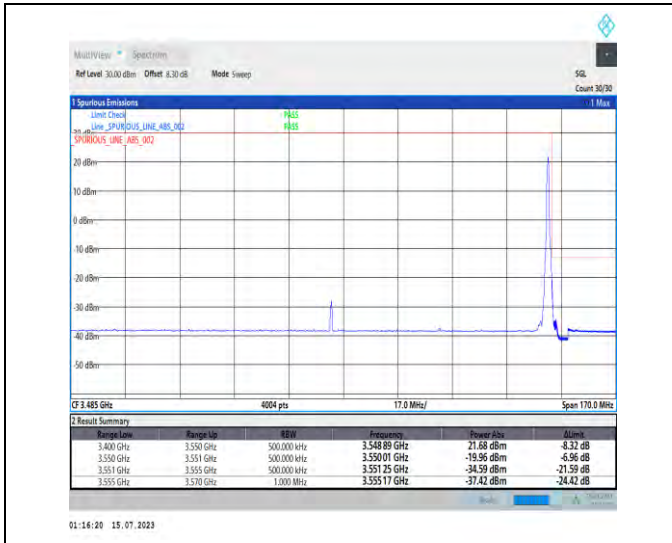 MultiView Spectrum
Ref Level 30.00 dBm Offset 8.30 dB Mode Sweep SGL
Count 30/30
1 Spurious Emissions 1 Max
Limit Check PASS
Line _SPURIOUS_LINE_ABS_002 PASS
SPURIOUS_LINE_ABS_002
20 dBm
10 dBm
0 dBm
-10 dBm
-20 dBm
-30 dBm
-40 dBm
-50 dBm
CF 3.485 GHz 4004 pts 17.0 MHz/ Span 170.0 MHz
2 Result Summary
Range Low Range Up RBW Frequency Power Abs ΔLimit
3.400 GHz 3.550 GHz 500.000 kHz 3.548 89 GHz 21.68 dBm -8.32 dB
3.550 GHz 3.551 GHz 500.000 kHz 3.550 01 GHz -19.96 dBm -6.96 dB
3.551 GHz 3.555 GHz 500.000 kHz 3.551 25 GHz -34.59 dBm -21.59 dB
3.555 GHz 3.570 GHz 1.000 MHz 3.555 17 GHz -37.42 dBm -24.42 dB
01:16:20 15.07.2023